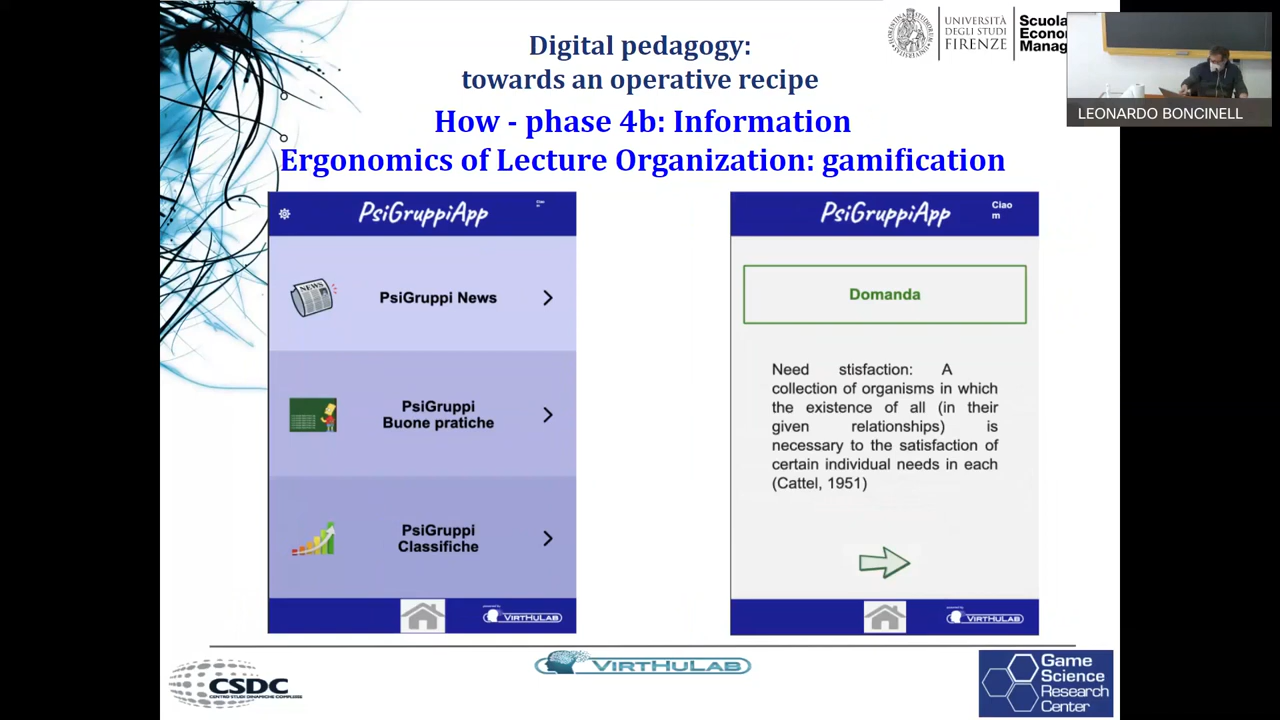 Digital pedagogy:
towards an operative recipe
How - phase 4b: Information
Ergonomics of Lecture Organization: gamification
UNIVERSITÀ
DEGLI STUDI
FIRENZE
Scuola
Econo
Manag
LEONARDO BONCINELL
PsiGruppiApp
NEWS
PsiGruppi News
PsiGruppi
Buone pratiche
PsiGruppi
Classifiche
VIRTHULAB
PsiGruppiApp
Ciao
m
Domanda
Need stisfaction: A
collection of organisms in which
the existence of all (in their
given relationships) is
necessary to the satisfaction of
certain individual needs in each
(Cattel, 1951)
VIRTHULAB
CSDC
CENTRO STUDI DINAMICHE COMPLESSE
VIRTHULAB
Game
Science
Research
Center